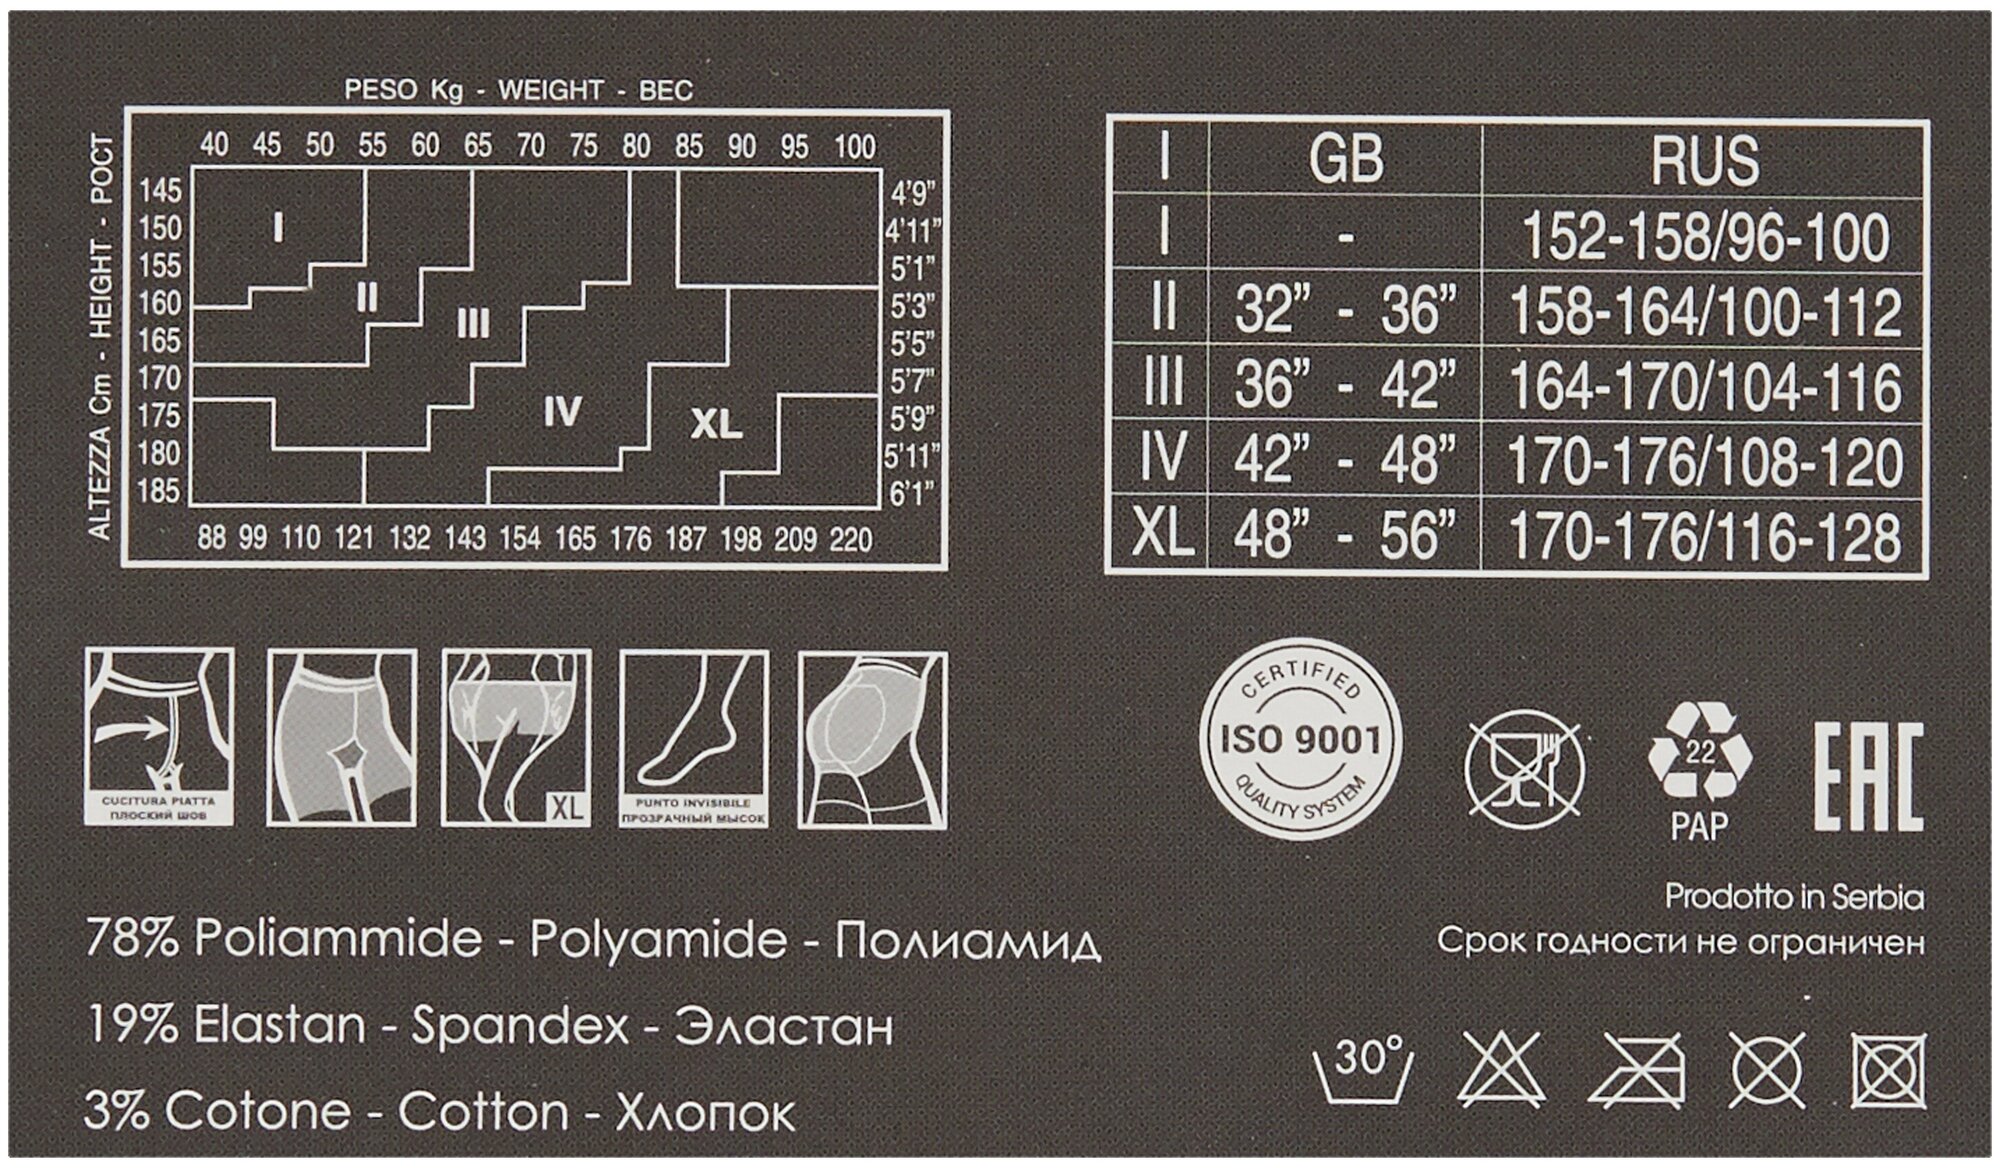 PESO Kg - WEIGHT - ВЕС
ALTEZZA Cm - HEIGHT - РОСТ
40 45 50 55 60 65 70 75 80 85 90 95 100
145 4'9"
150 I 4'11"
155 5'1"
160 II 5'3"
165 III 5'5"
170 5'7"
175 IV XL 5'9"
180 5'11"
185 6'1"
88 99 110 121 132 143 154 165 176 187 198 209 220
I GB RUS
I - 152-158/96-100
II 32” - 36” 158-164/100-112
III 36” - 42” 164-170/104-116
IV 42” - 48” 170-176/108-120
XL 48” - 56” 170-176/116-128
CUCITURA PIATTA
ПЛОСКИЙ ШОВ
XL
PUNTO INVISIBILE
ПРОЗРАЧНЫЙ МЫСОК
CERTIFIED
ISO 9001
QUALITY SYSTEM
22
PAP
EAC
Prodotto in Serbia
Срок годности не ограничен
78% Poliammide - Polyamide - Полиамид
19% Elastan - Spandex - Эластан
3% Cotone - Cotton - Хлопок
30°